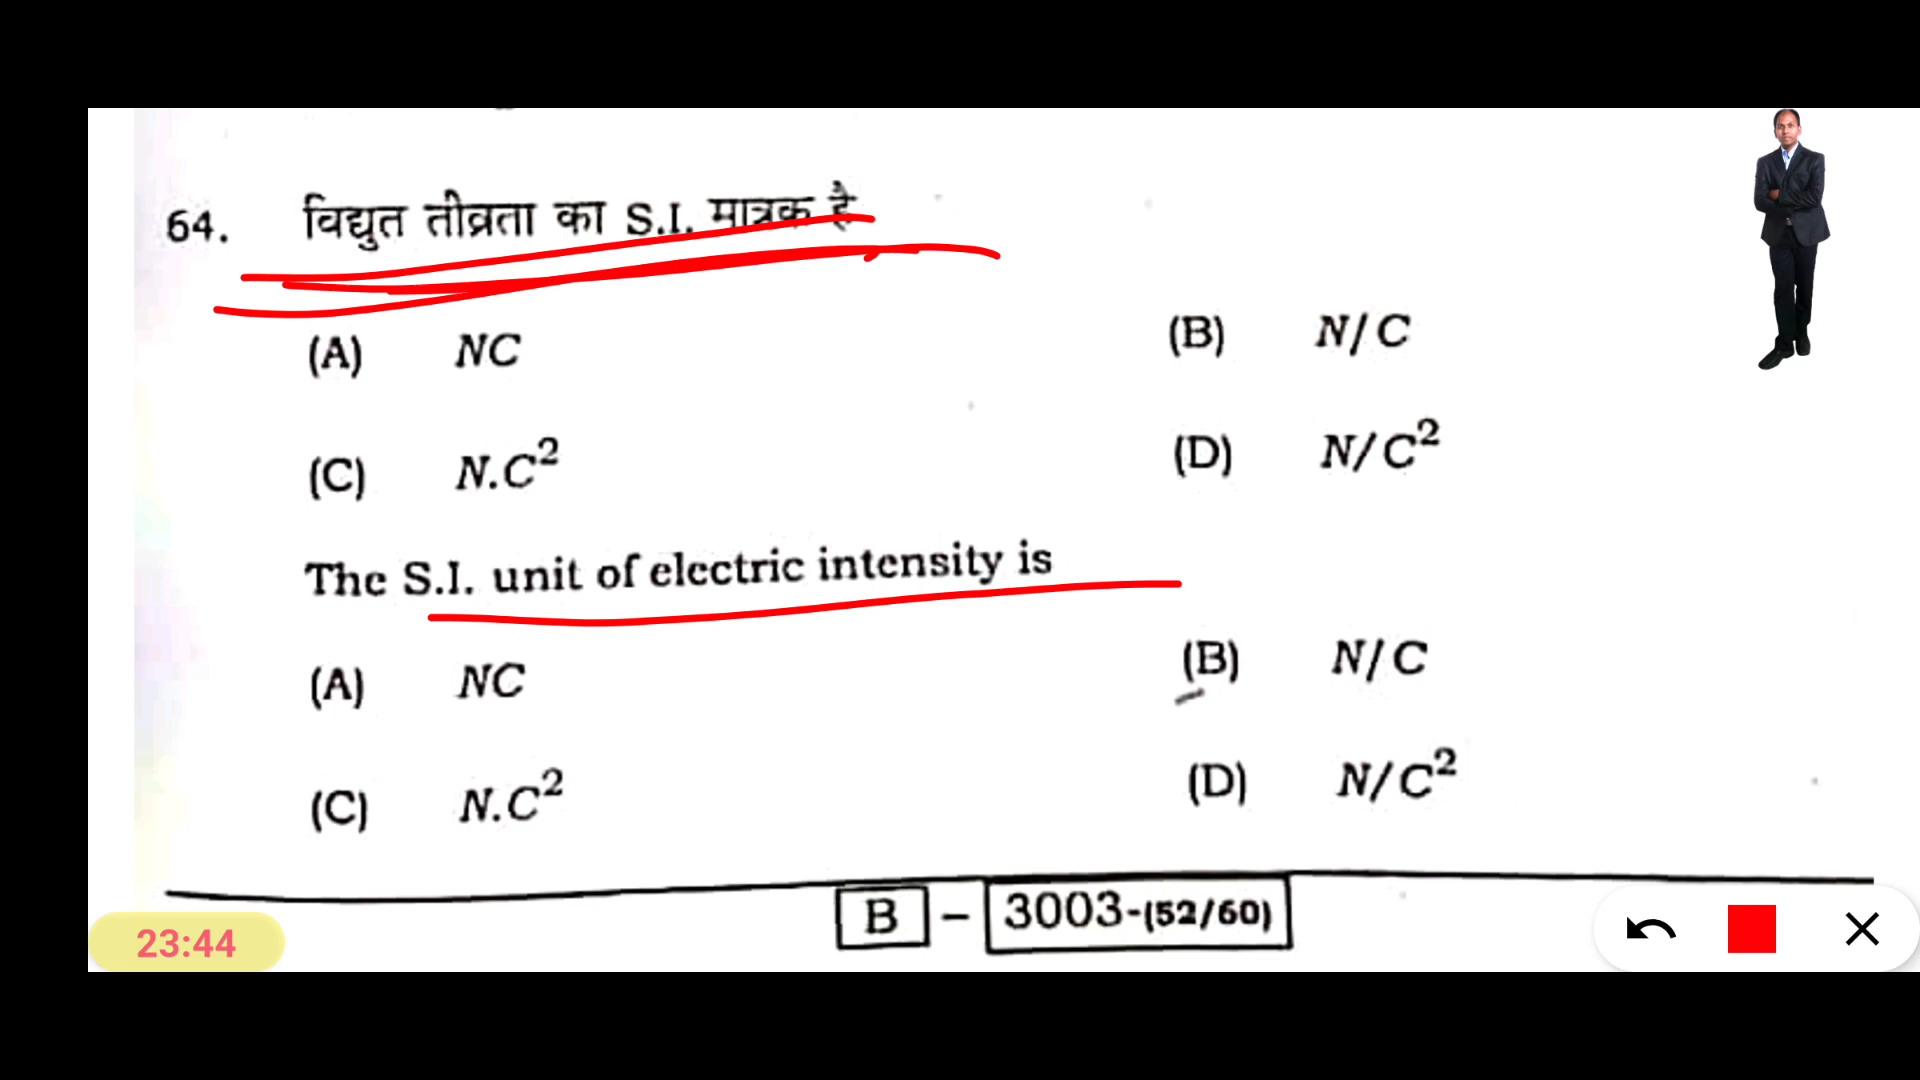 64. विद्युत तीव्रता का S.I. मात्रक है
(A) NC (B) N/C
(C) N.C² (D) N/C²
The S.I. unit of electric intensity is
(A) NC (B) N/C
(C) N.C² (D) N/C²
B – 3003-(52/60)
23:44